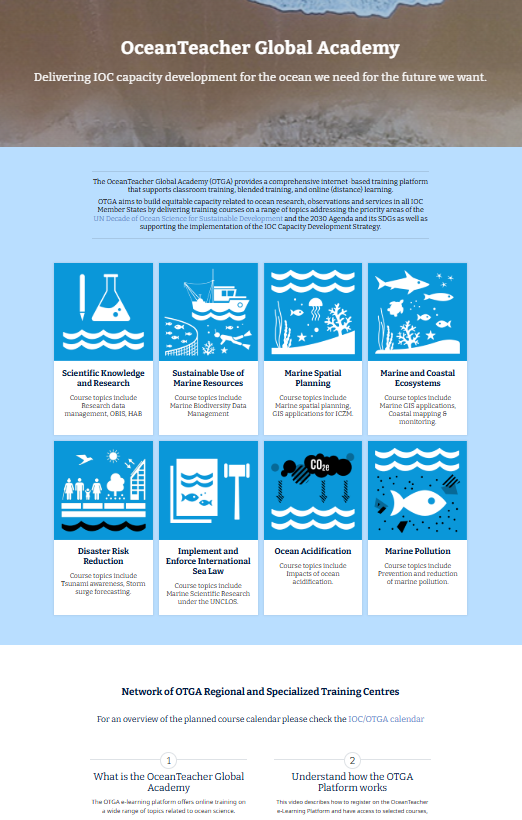 OceanTeacher Global Academy
Delivering IOC capacity development for the ocean we need for the future we want.
The OceanTeacher Global Academy (OTGA) provides a comprehensive internet-based training platform
that supports classroom training, blended training, and online (distance) learning.
OTGA aims to build equitable capacity related to ocean research, observations and services in all IOC
Member States by delivering training courses on a range of topics addressing the priority areas of the
UN Decade of Ocean Science for Sustainable Development and the 2030 Agenda and its SDGs as well as
supporting the implementation of the IOC Capacity Development Strategy.
Scientific Knowledge
and Research
Course topics include
Research data
management, OBIS, HAB
Sustainable Use of
Marine Resources
Course topics include
Marine Biodiversity Data
Management
Marine Spatial
Planning
Course topics include
Marine spatial planning,
GIS applications for ICZM.
Marine and Coastal
Ecosystems
Course topics include
Marine GIS applications,
Coastal mapping &
monitoring.
Disaster Risk
Reduction
Course topics include
Tsunami awareness, Storm
surge forecasting.
Implement and
Enforce International
Sea Law
Course topics include
Marine Scientific Research
under the UNCLOS.
CO2e
Ocean Acidification
Course topics include
Impacts of ocean
acidification.
Marine Pollution
Course topics include
Prevention and reduction
of marine pollution.
Network of OTGA Regional and Specialized Training Centres
For an overview of the planned course calendar please check the IOC/OTGA calendar
1
What is the OceanTeacher Global
Academy
The OTGA e-learning platform offers online training on
a wide range of topics related to ocean science.
2
Understand how the OTGA
Platform works
This video describes how to register on the OceanTeacher
e-Learning Platform and have access to selected courses,